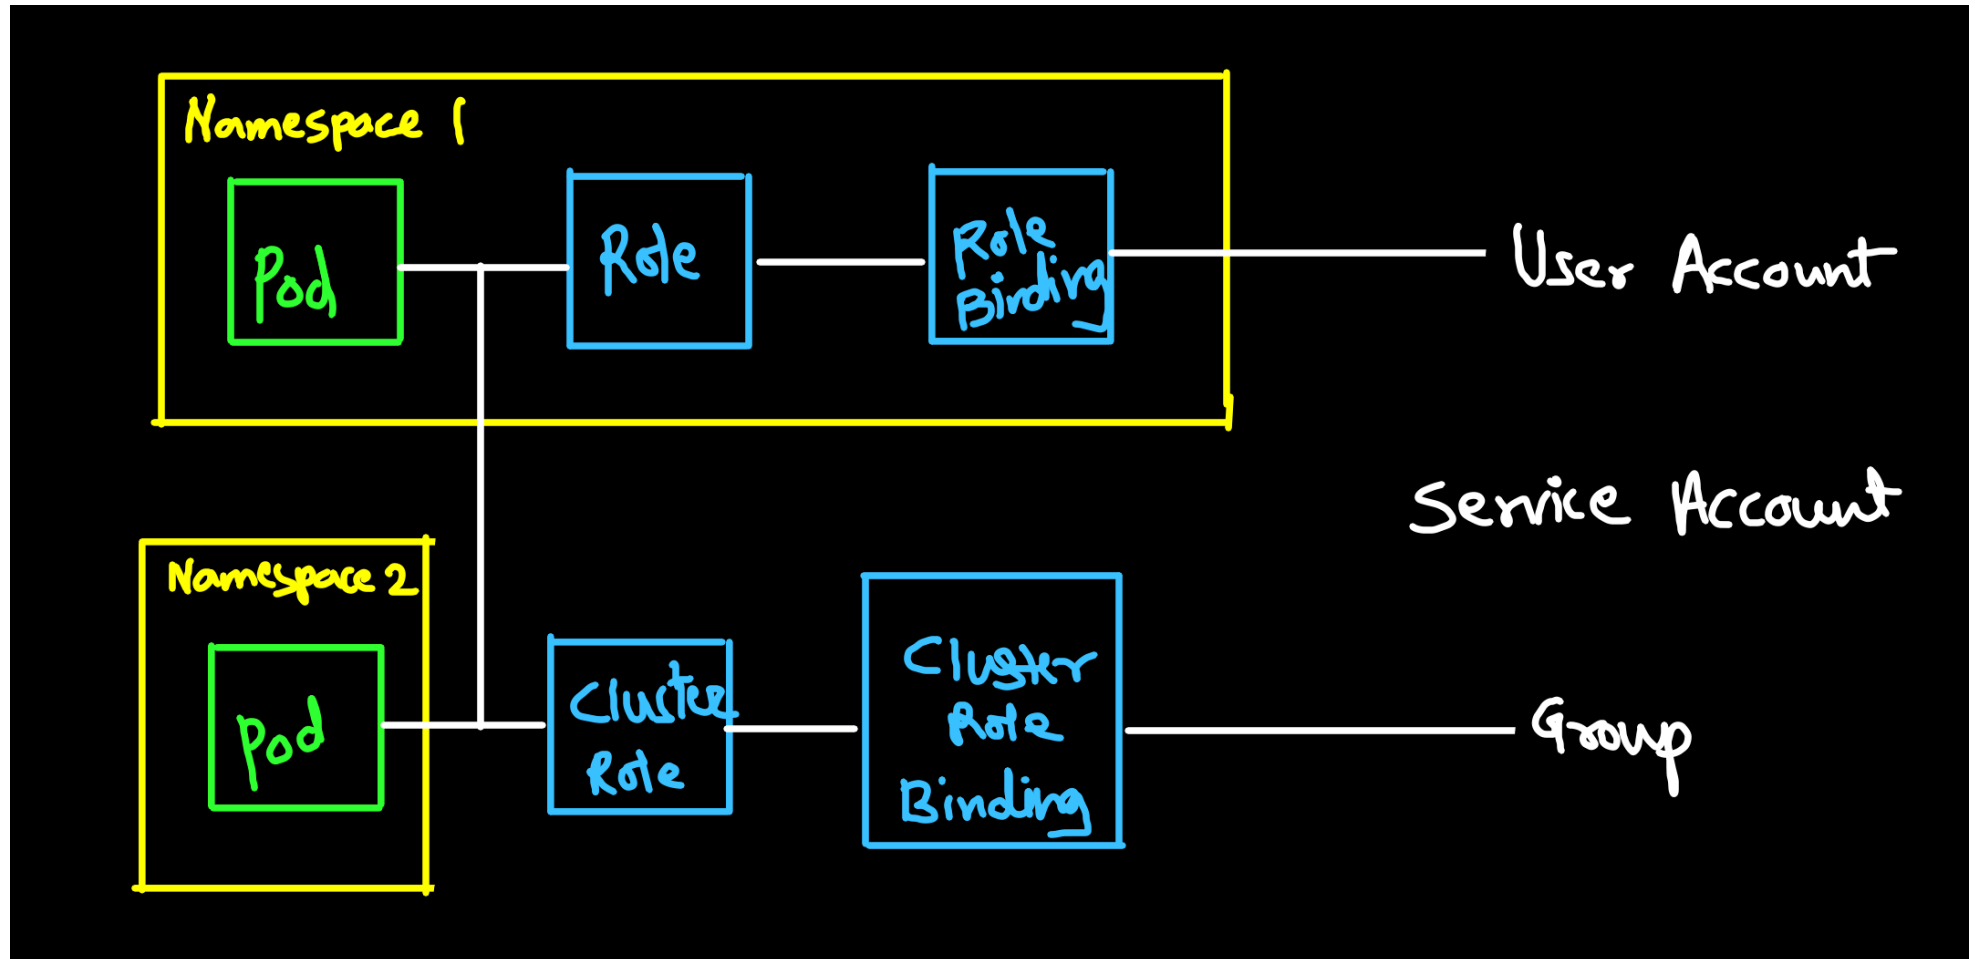 Namespace 1
Pod
Role
Role
Binding
User Account
Service Account
Namespace 2
Pod
Cluster
Role
Cluster
Role
Binding
Group